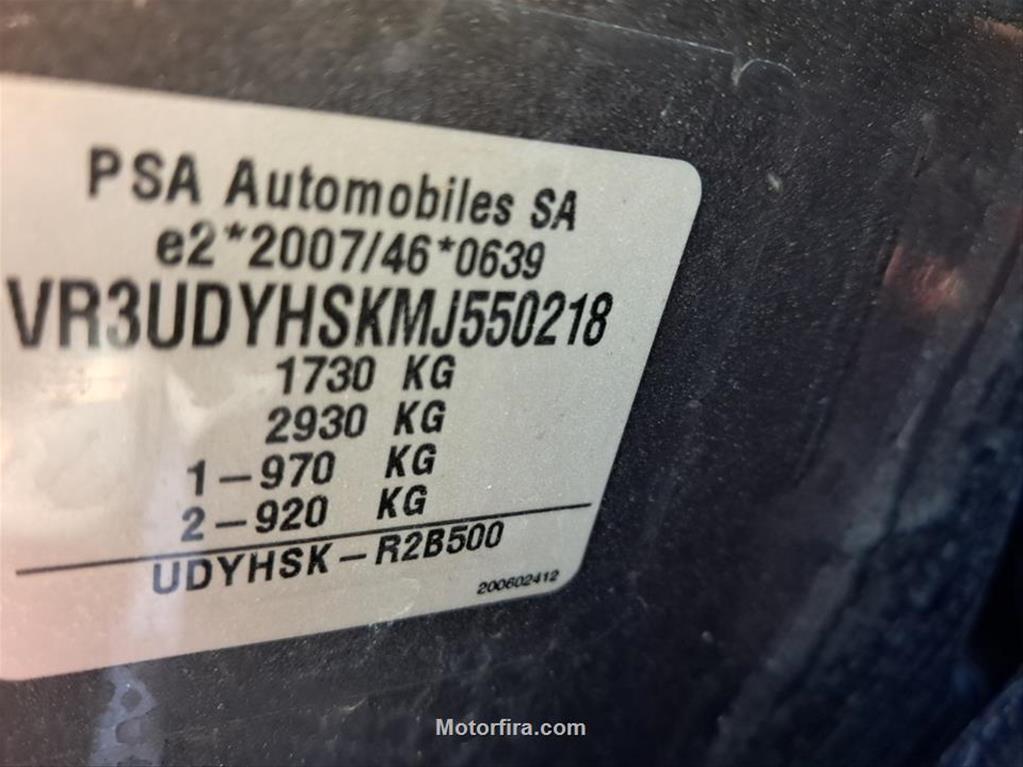 PSA Automobiles SA
e2*2007/46*0639
VR3UDYHSKMJ550218
1730 KG
2930 KG
1-970 KG
2-920 KG
UDYHSK-R2B500
200602412
Motorfira.com